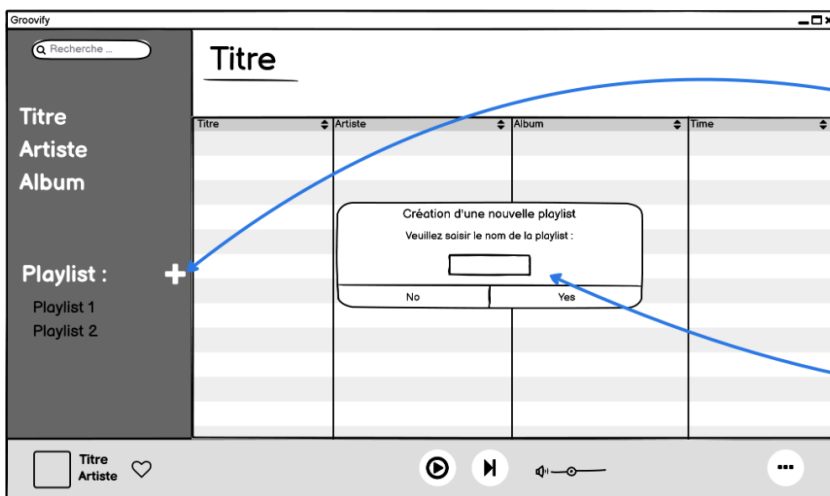 Groovify
Recherche ...
Titre
Titre
Artiste
Album
Playlist :
Playlist 1
Playlist 2
Titre Artiste Album Time
Création d'une nouvelle playlist
Veuillez saisir le nom de la playlist :
No Yes
Titre
Artiste